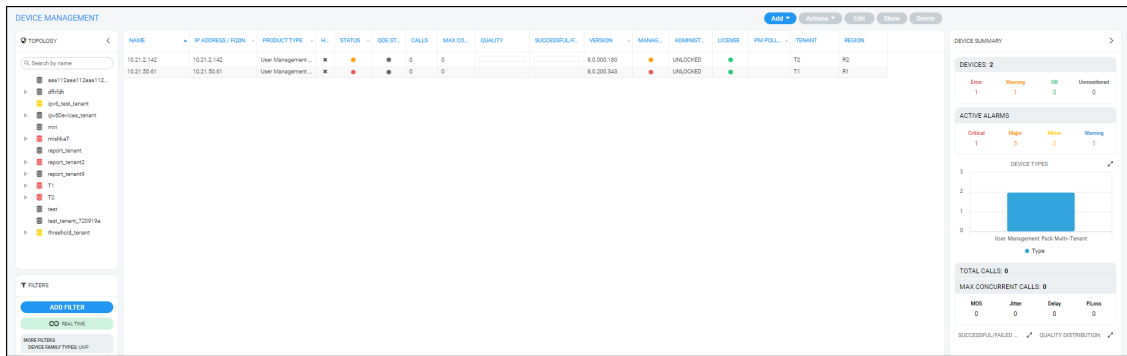 DEVICE MANAGEMENT
Add Actions Edit Show Delete
TOPOLOGY
Search by name
aaa112aaa112aaa112...
dfhfdh
ipv6_test_tenant
ipv6Devices_tenant
miri
mishka7
report_tenant
report_tenant2
report_tenant9
T1
T2
test
test_tenant_720919a
threshold_tenant
FILTERS
ADD FILTER
REAL TIME
MORE FILTERS
DEVICE FAMILY TYPES: UMP
NAME IP ADDRESS / FQDN PRODUCT TYPE H... STATUS QOE ST... CALLS MAX CO... QUALITY SUCCESSFUL/F... VERSION MANAG... ADMINIST... LICENSE PM POLL... TENANT REGION
10.21.2.142 10.21.2.142 User Management ... 0 0 8.0.000.180 UNLOCKED T2 R2
10.21.50.61 10.21.50.61 User Management ... 0 0 8.0.200.343 UNLOCKED T1 R1
DEVICE SUMMARY
DEVICES: 2
Error Warning OK Unmonitored
1 1 0 0
ACTIVE ALARMS
Critical Major Minor Warning
1 3 0 1
DEVICE TYPES
3
2
1
0
User Management Pack Multi-Tenant
Type
TOTAL CALLS: 0
MAX CONCURRENT CALLS: 0
MOS Jitter Delay P.Loss
0 0 0 0
SUCCESSFUL/FAILED ... QUALITY DISTRIBUTION